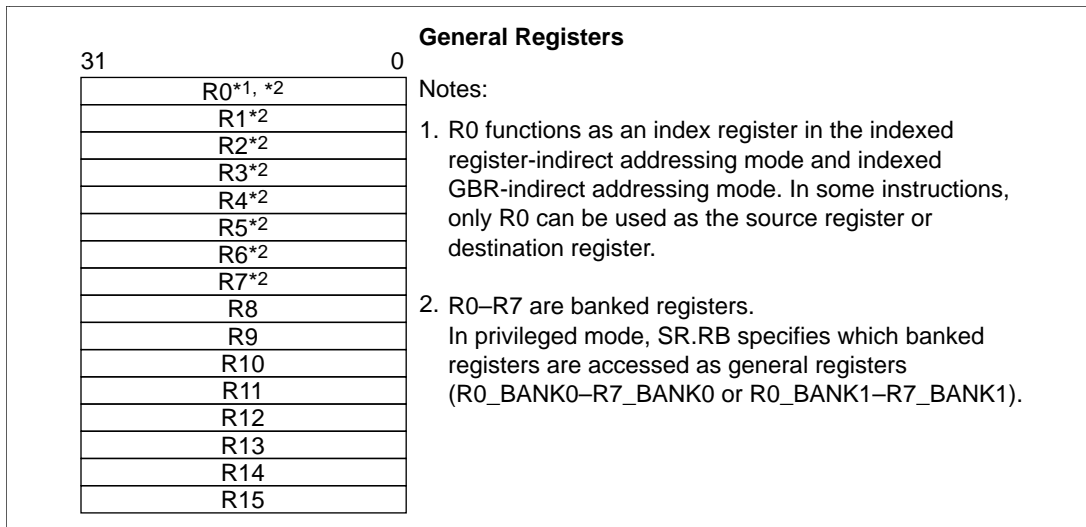 General Registers
31 0
R0*1, *2
R1*2
R2*2
R3*2
R4*2
R5*2
R6*2
R7*2
R8
R9
R10
R11
R12
R13
R14
R15
Notes:
1. R0 functions as an index register in the indexed
register-indirect addressing mode and indexed
GBR-indirect addressing mode. In some instructions,
only R0 can be used as the source register or
destination register.
2. R0–R7 are banked registers.
In privileged mode, SR.RB specifies which banked
registers are accessed as general registers
(R0_BANK0–R7_BANK0 or R0_BANK1–R7_BANK1).